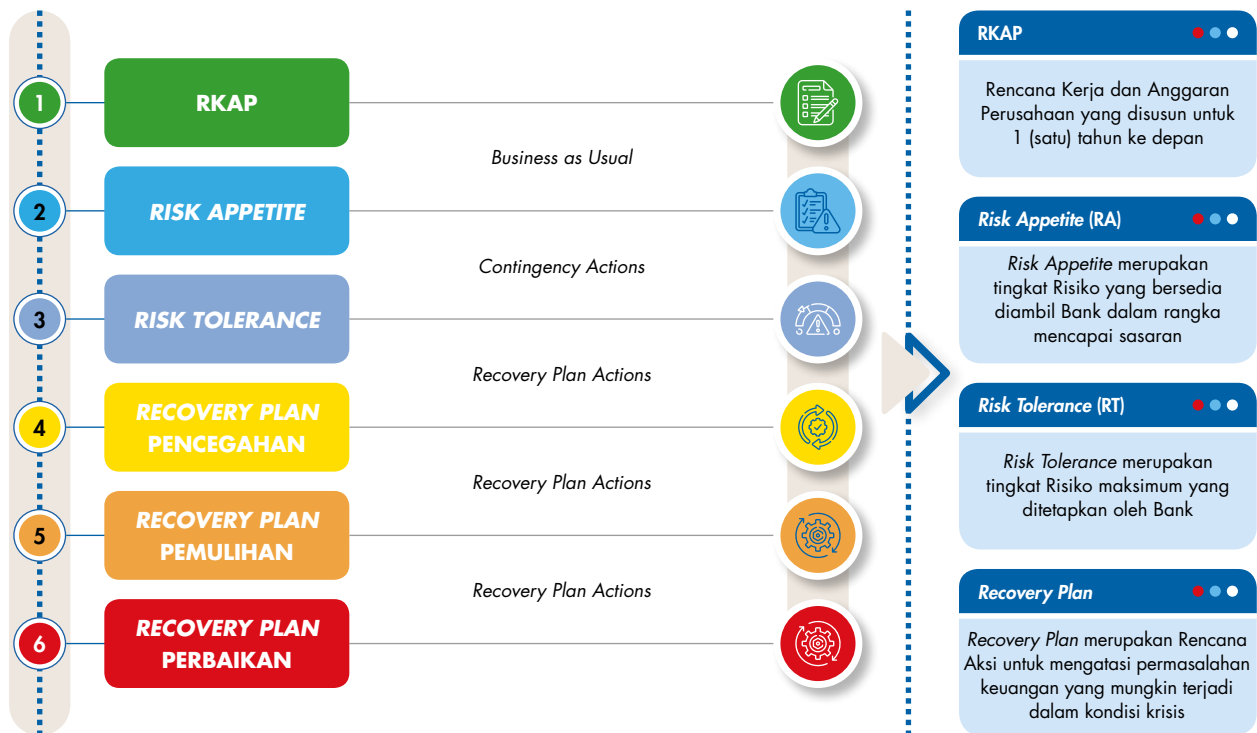 1
RKAP
Business as Usual
2
RISK APPETITE
Contingency Actions
3
RISK TOLERANCE
Recovery Plan Actions
4
RECOVERY PLAN
PENCEGAHAN
Recovery Plan Actions
5
RECOVERY PLAN
PEMULIHAN
Recovery Plan Actions
6
RECOVERY PLAN
PERBAIKAN
RKAP
Rencana Kerja dan Anggaran
Perusahaan yang disusun untuk
1 (satu) tahun ke depan
Risk Appetite (RA)
Risk Appetite merupakan
tingkat Risiko yang bersedia
diambil Bank dalam rangka
mencapai sasaran
Risk Tolerance (RT)
Risk Tolerance merupakan
tingkat Risiko maksimum yang
ditetapkan oleh Bank
Recovery Plan
Recovery Plan merupakan Rencana
Aksi untuk mengatasi permasalahan
keuangan yang mungkin terjadi
dalam kondisi krisis